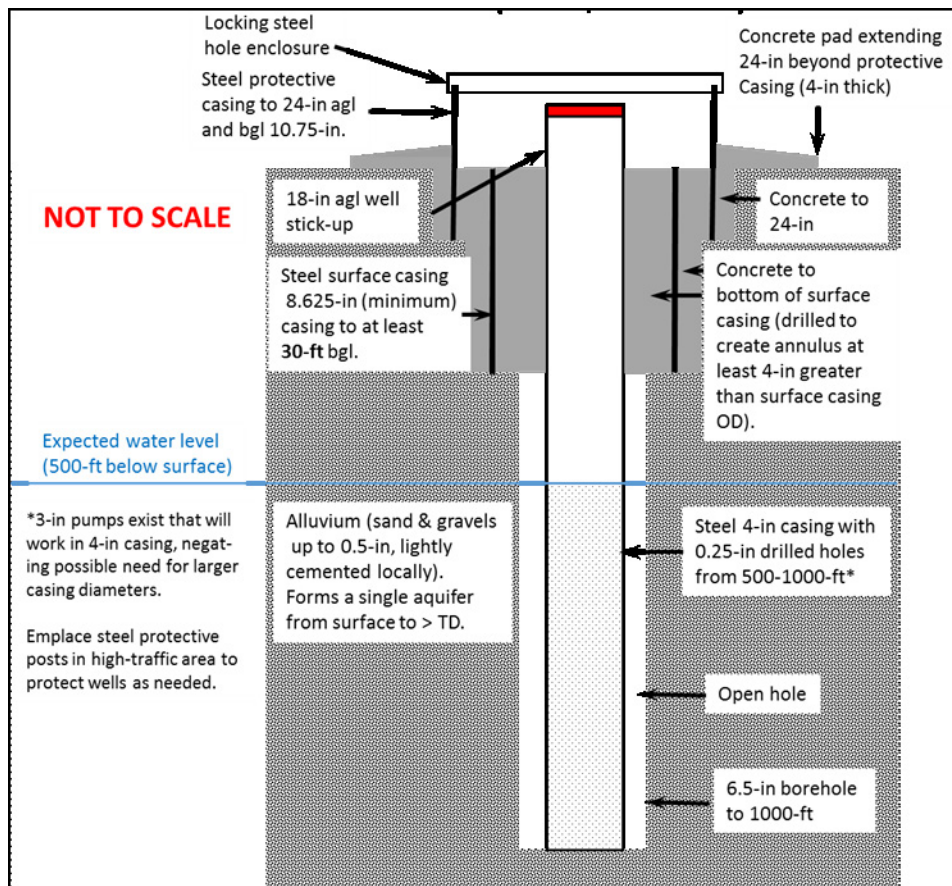 Locking steel
hole enclosure
Steel protective
casing to 24-in agl
and bgl 10.75-in.
Concrete pad extending
24-in beyond protective
Casing (4-in thick)
NOT TO SCALE
18-in agl well
stick-up
Concrete to
24-in
Steel surface casing
8.625-in (minimum)
casing to at least
30-ft bgl.
Concrete to
bottom of surface
casing (drilled to
create annulus at
least 4-in greater
than surface casing
OD).
Expected water level
(500-ft below surface)
*3-in pumps exist that will
work in 4-in casing, negat-
ing possible need for larger
casing diameters.
Emplace steel protective
posts in high-traffic area to
protect wells as needed.
Alluvium (sand & gravels
up to 0.5-in, lightly
cemented locally).
Forms a single aquifer
from surface to > TD.
Steel 4-in casing with
0.25-in drilled holes
from 500-1000-ft*
Open hole
6.5-in borehole
to 1000-ft